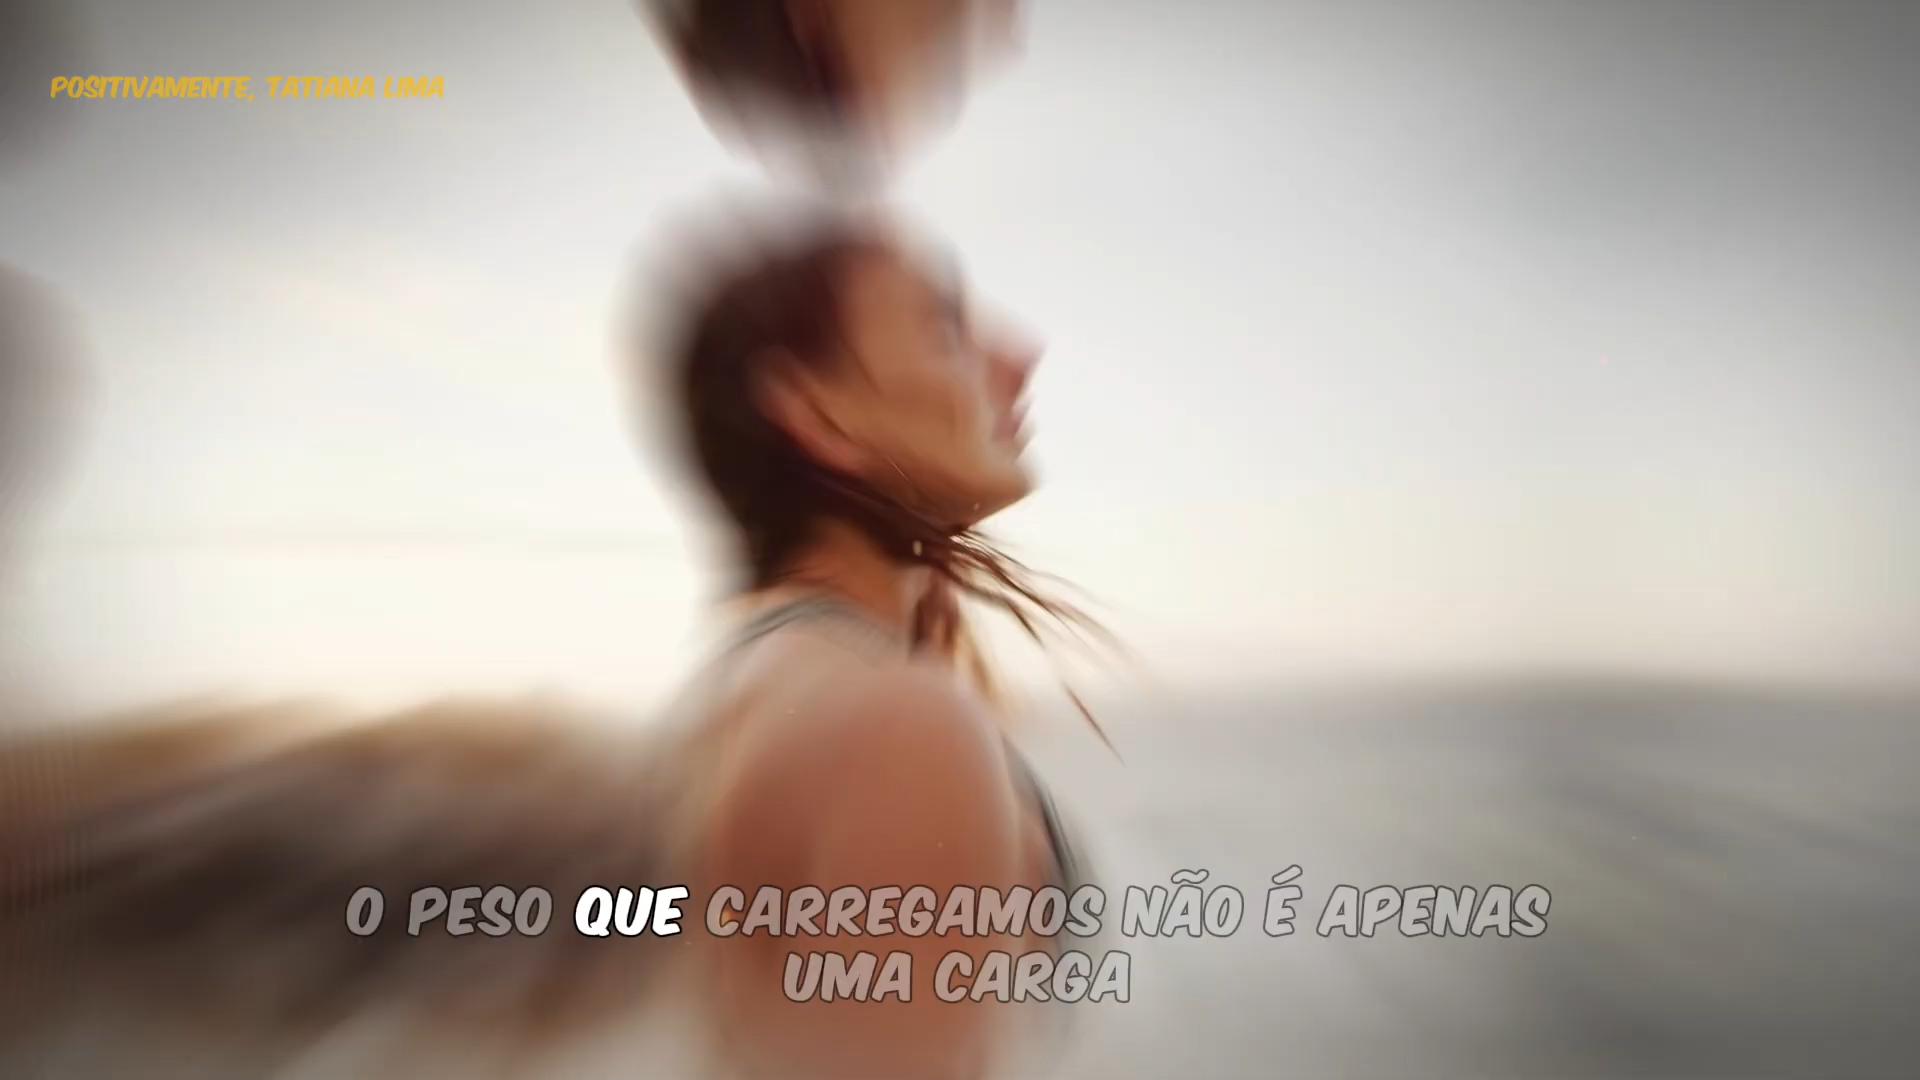 POSITIVAMENTE, TATIANA LIMA
O PESO QUE CARREGAMOS NÃO É APENAS
UMA CARGA